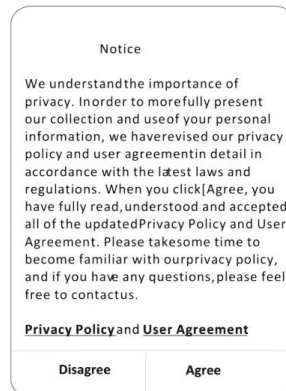 Notice
We understandthe importance of
privacy. Inorder to morefully present
our collection and useof your personal
information, we haverevised our privacy
policy and user agreementin detail in
accordance with the latest laws and
regulations. When you click[Agree, you
have fully read,understood and accepted
all of the updatedPrivacy Policy and User
Agreement. Please takesome time to
become familiar with ourprivacy policy,
and if you have any questions,please feel
free to contactus.
Privacy Policyand User Agreement
Disagree Agree